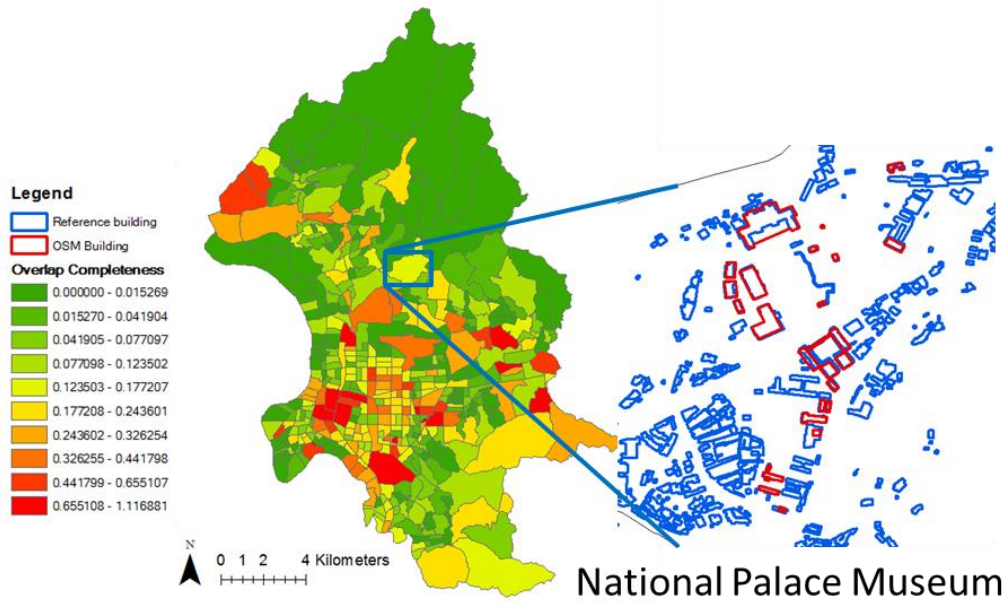 Legend
Reference building
OSM Building
Overlap Completeness
0.000000 - 0.015269
0.015270 - 0.041904
0.041905 - 0.077097
0.077098 - 0.123502
0.123503 - 0.177207
0.177208 - 0.243601
0.243602 - 0.326254
0.326255 - 0.441798
0.441799 - 0.655107
0.655108 - 1.116881
N
0 1 2 4 Kilometers
National Palace Museum